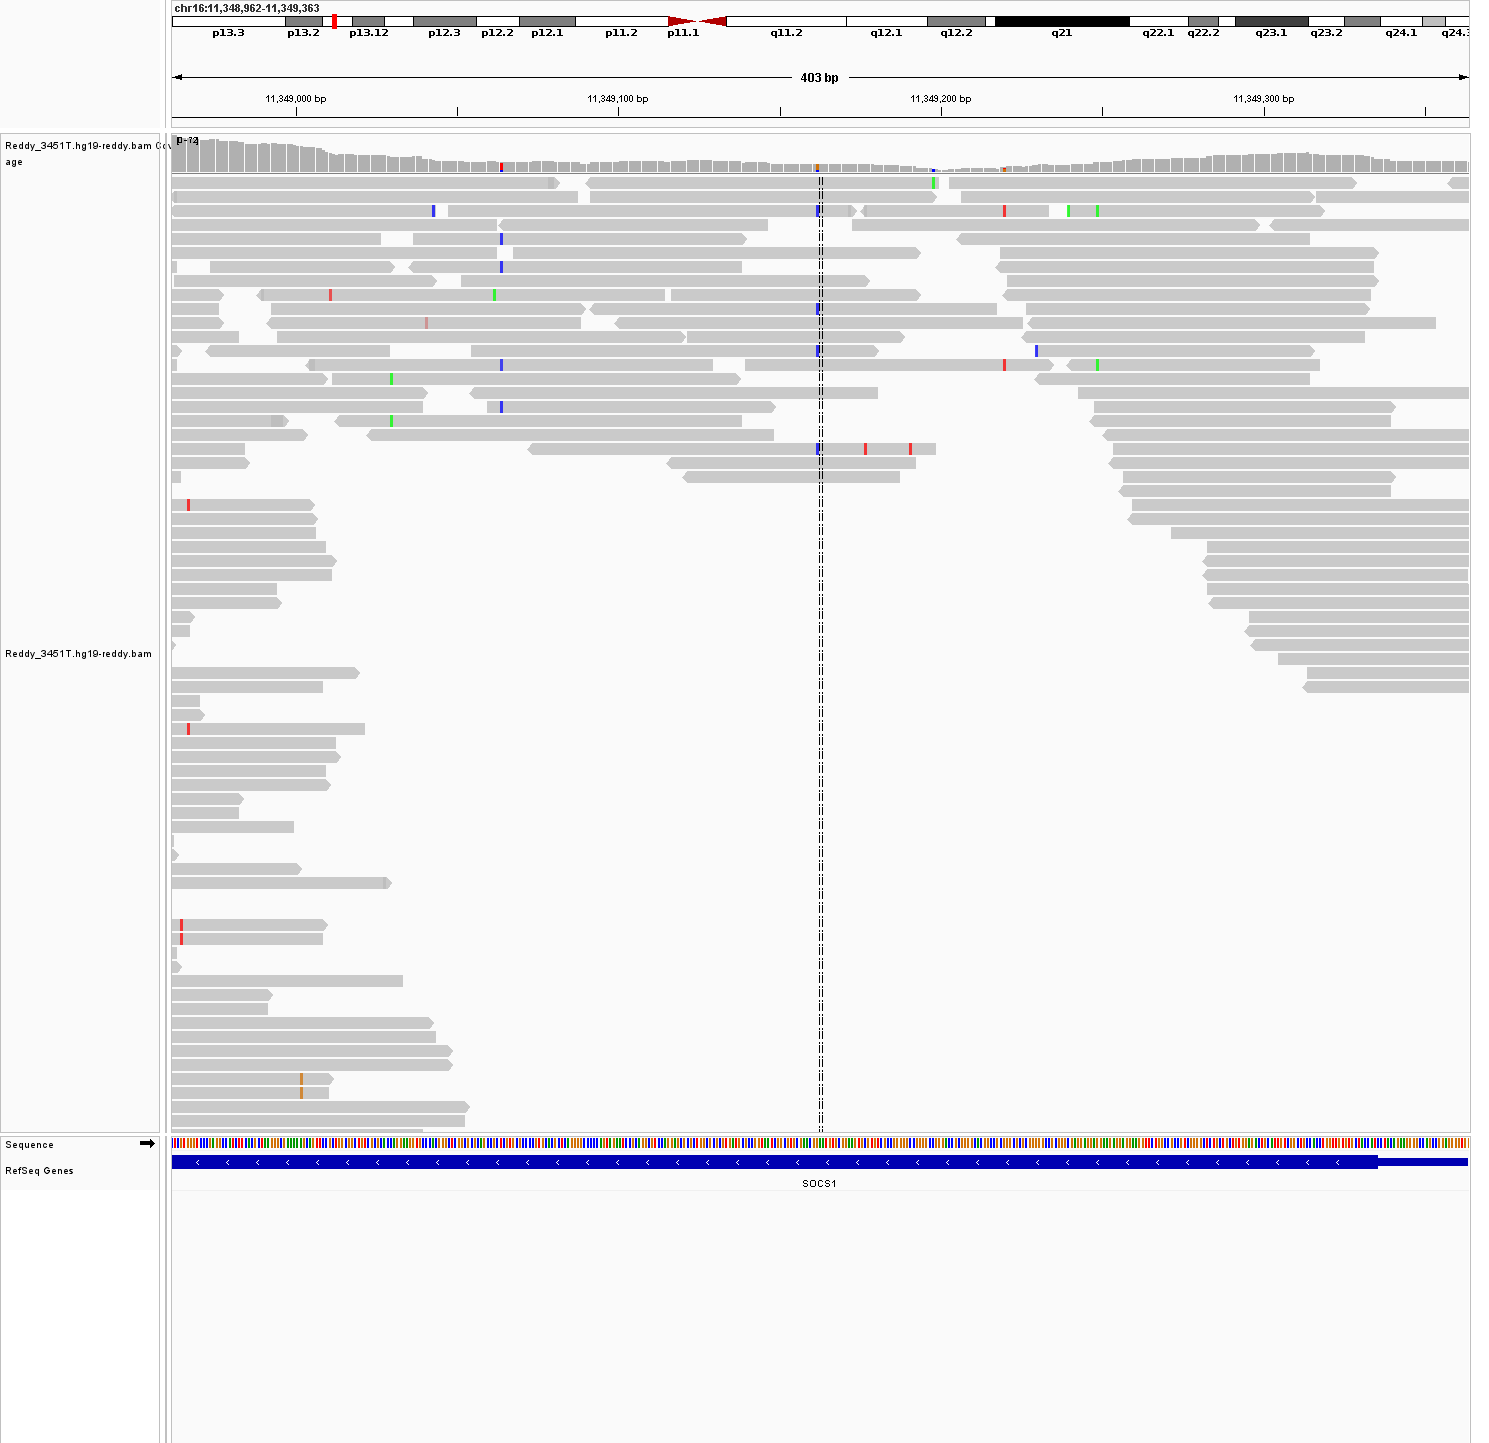 chr16:11,348,962-11,349,363
p13.3 p13.2 p13.12 p12.3 p12.2 p12.1 p11.2 p11.1 q11.2 q12.1 q12.2 q21 q22.1 q22.2 q23.1 q23.2 q24.1 q24.3
403 bp
11,349,000 bp 11,349,100 bp 11,349,200 bp 11,349,300 bp
Reddy_3451T.hg19-reddy.bam Cov
age
Reddy_3451T.hg19-reddy.bam
Sequence
RefSeq Genes
SOCS1